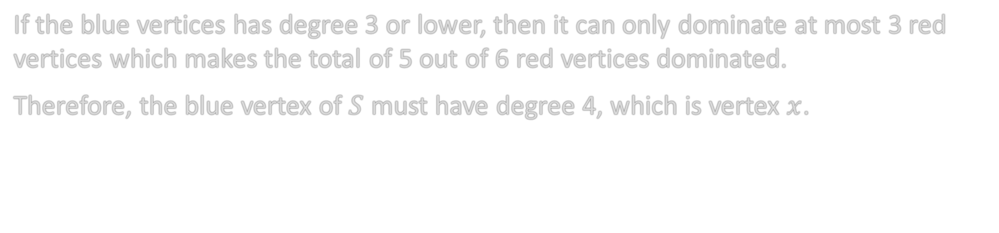 If the blue vertices has degree 3 or lower, then it can only dominate at most 3 red
vertices which makes the total of 5 out of 6 red vertices dominated.
Therefore, the blue vertex of 𝑆 must have degree 4, which is vertex 𝑥.